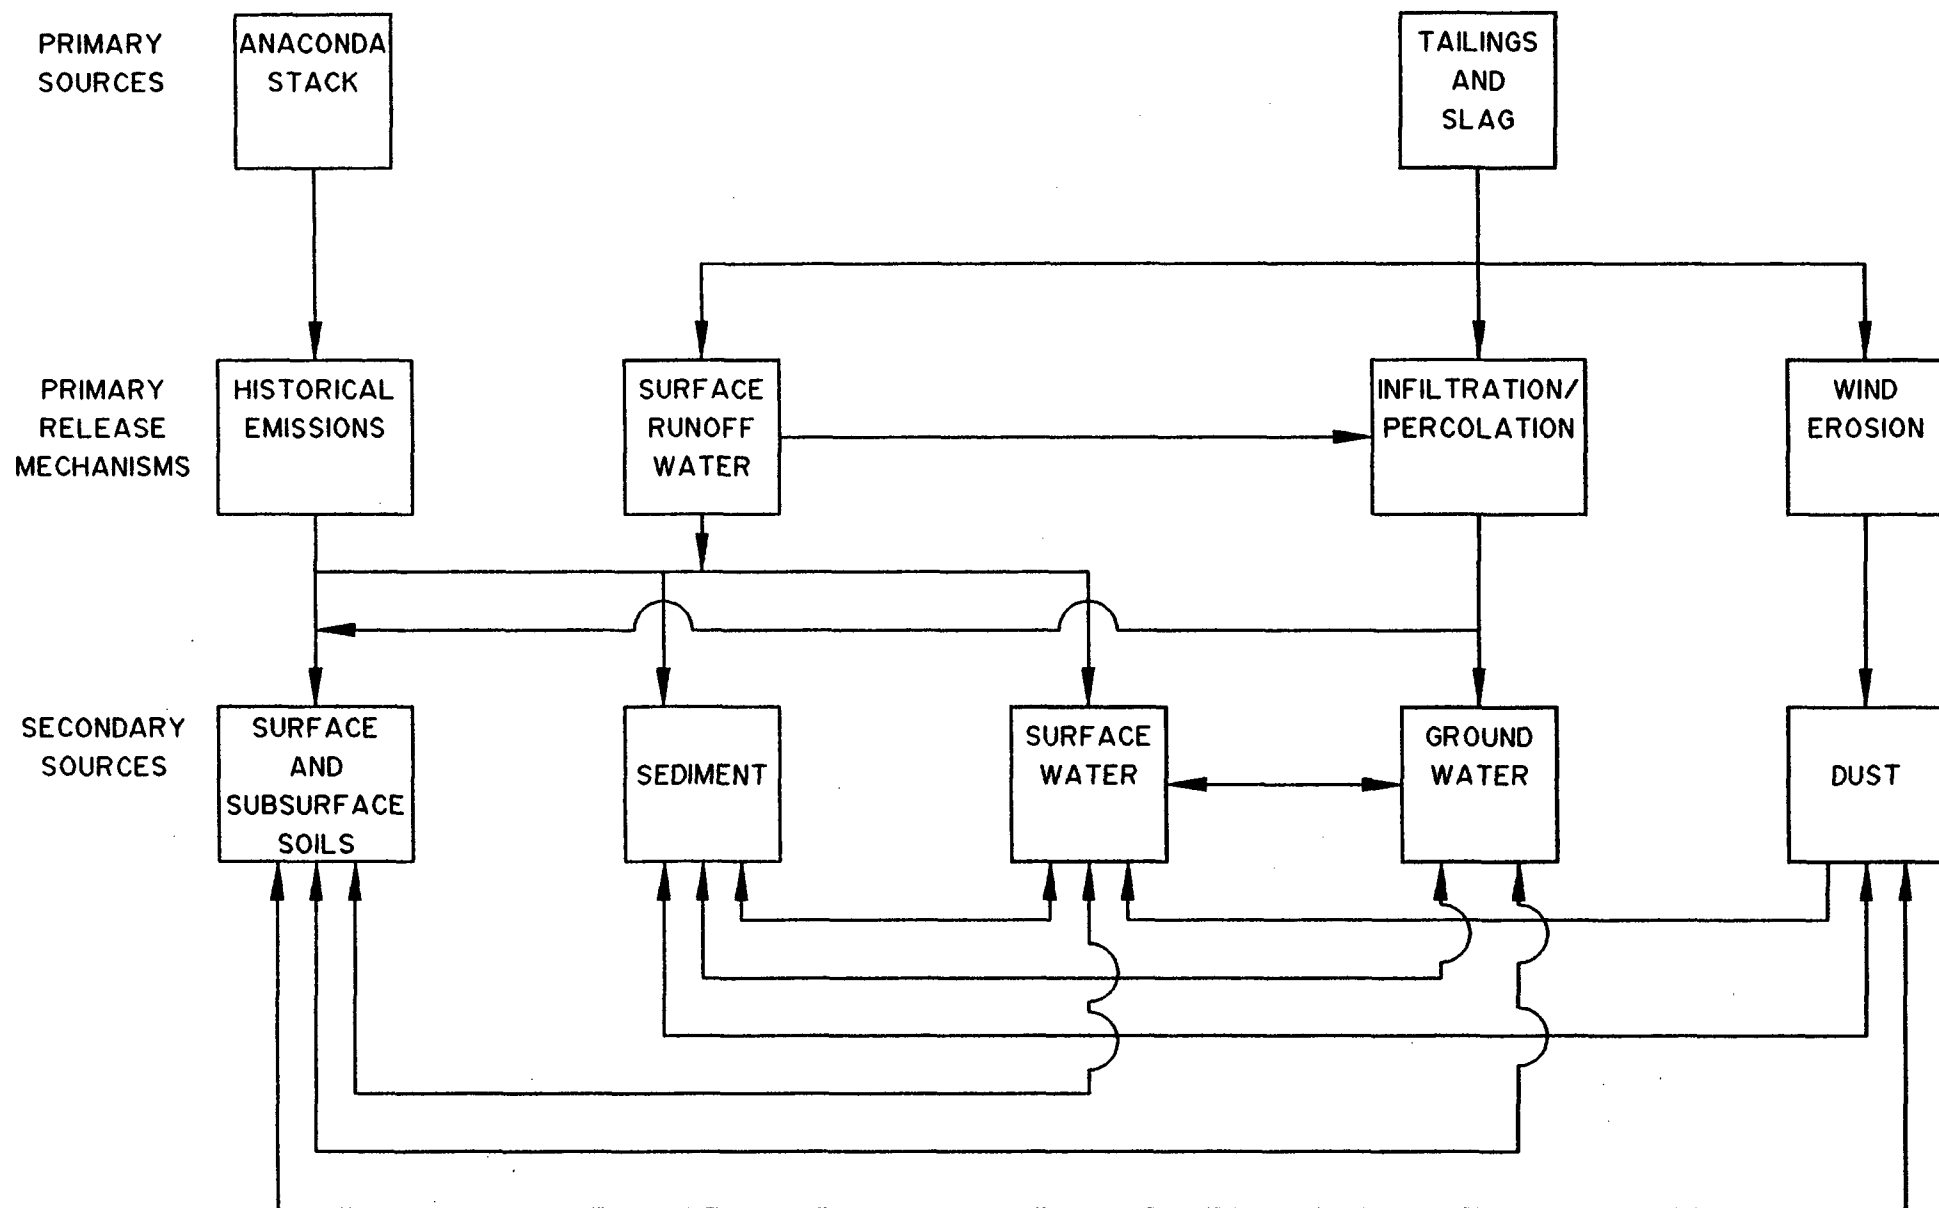 PRIMARY
SOURCES
ANACONDA
STACK
TAILINGS
AND
SLAG
PRIMARY
RELEASE
MECHANISMS
HISTORICAL
EMISSIONS
SURFACE
RUNOFF
WATER
INFILTRATION/
PERCOLATION
WIND
EROSION
SECONDARY
SOURCES
SURFACE
AND
SUBSURFACE
SOILS
SEDIMENT
SURFACE
WATER
GROUND
WATER
DUST